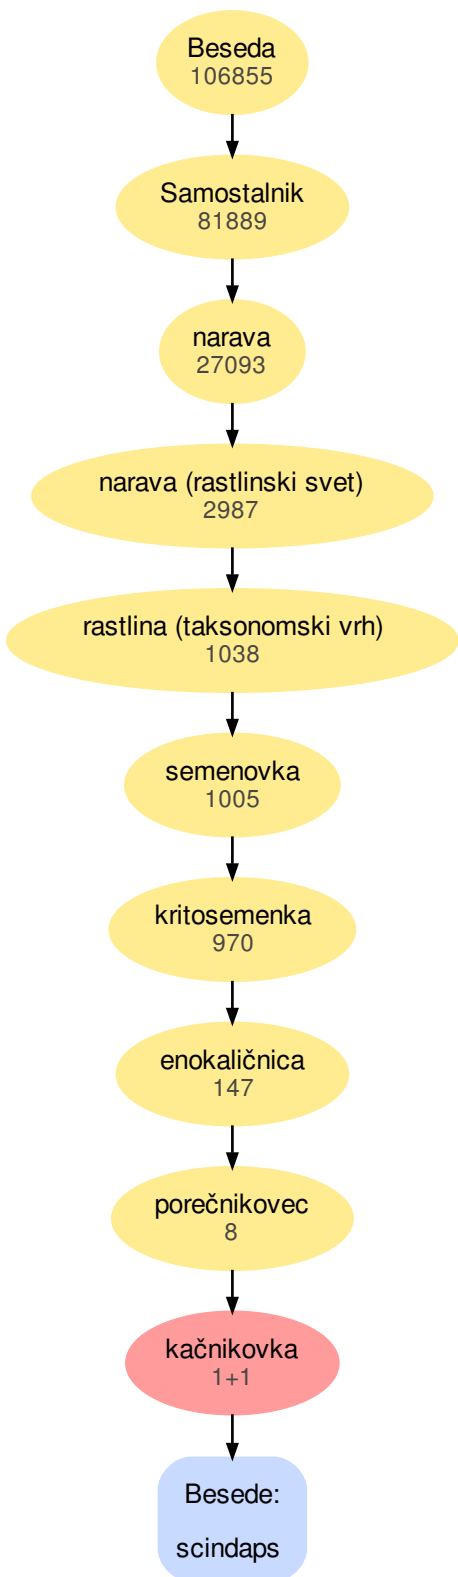 Beseda
106855
Samostalnik
81889
narava
27093
narava (rastlinski svet)
2987
rastlina (taksonomski vrh)
1038
semenovka
1005
kritosemenka
970
enokaličnica
147
porečnikovec
8
kačnikovka
1+1
Besede:
scindaps